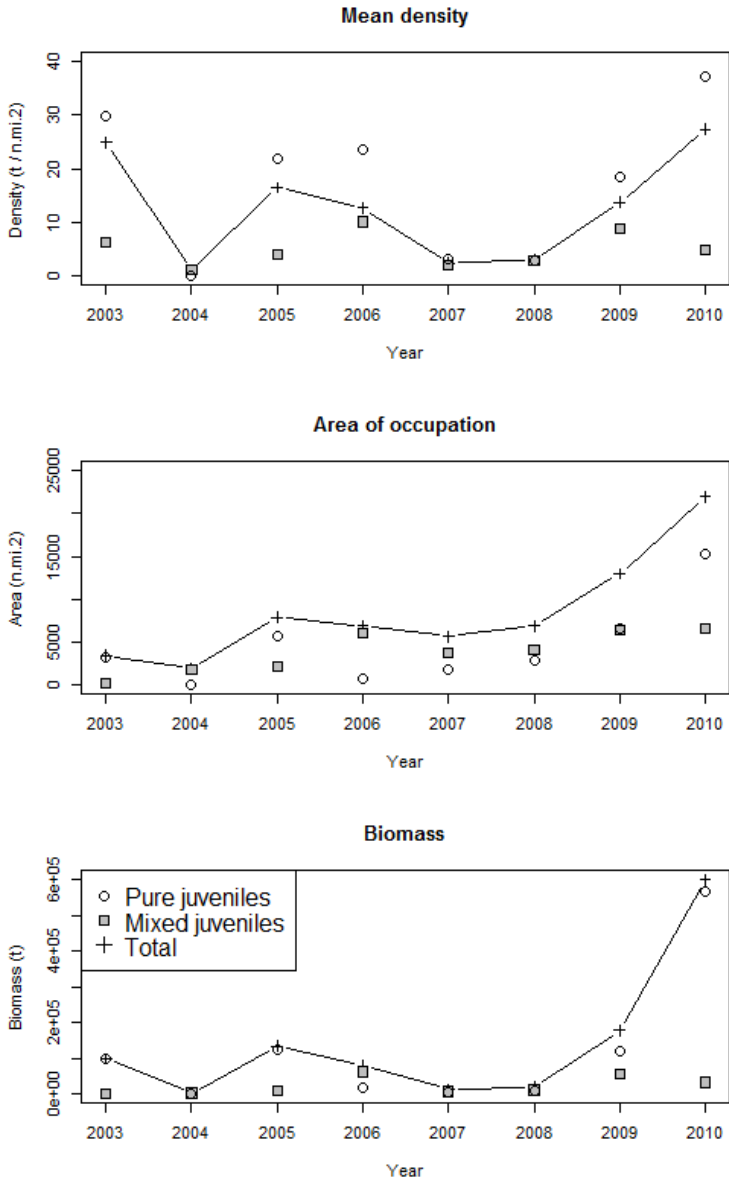 Mean density
Density (t / n.mi.2)
40
30
20
10
0
2003 2004 2005 2006 2007 2008 2009 2010
Year
Area of occupation
Area (n.mi.2)
25000
15000
5000
0
2003 2004 2005 2006 2007 2008 2009 2010
Year
Biomass
Biomass (t)
6e+05
4e+05
2e+05
0e+00
Pure juveniles
Mixed juveniles
Total
2003 2004 2005 2006 2007 2008 2009 2010
Year